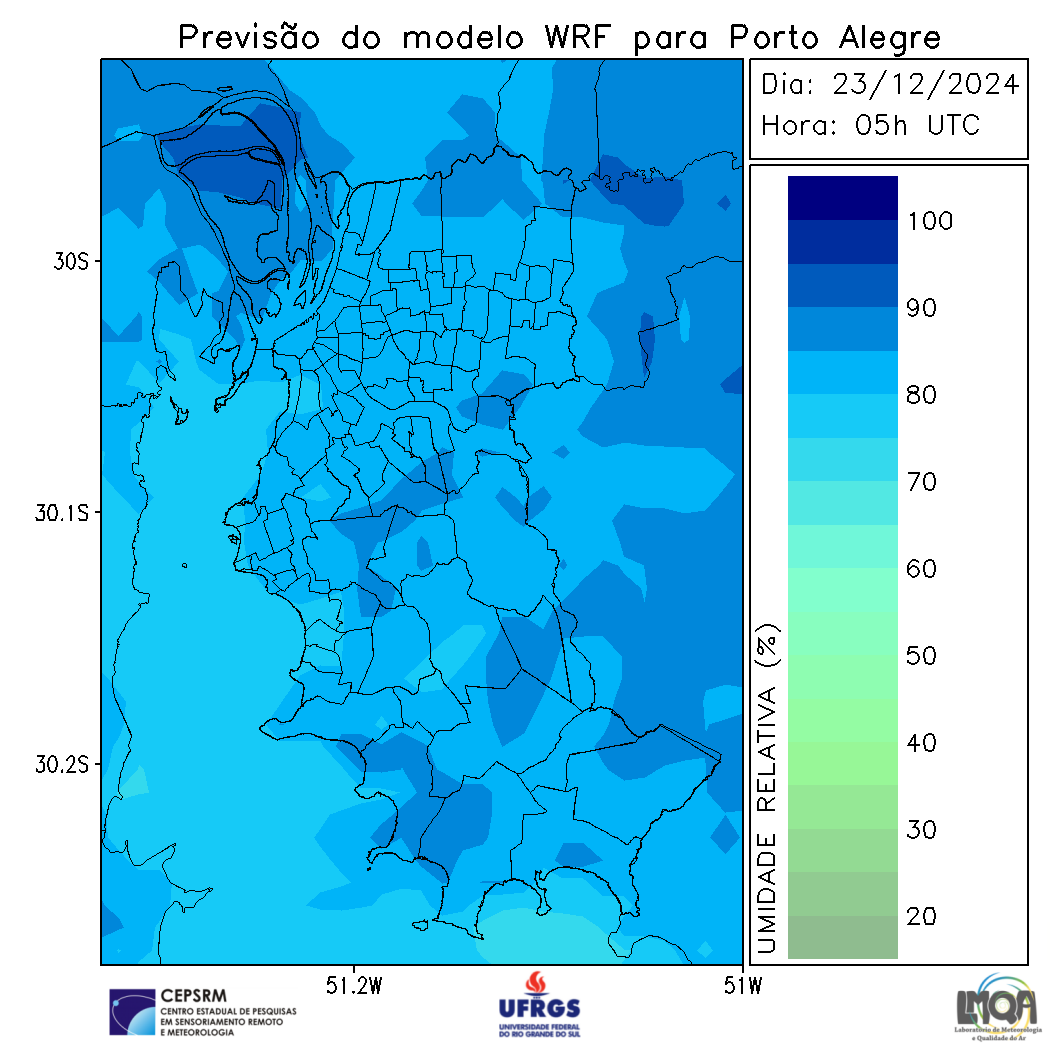 Previsão do modelo WRF para Porto Alegre
Dia: 23/12/2024
Hora: 05h UTC
30S
30.1S
30.2S
51.2W
51W
100
90
80
70
60
50
40
30
20
UMIDADE RELATIVA (%)
CEPSRM
CENTRO ESTADUAL DE PESQUISAS
EM SENSORIAMENTO REMOTO
E METEOROLOGIA
UFRGS
UNIVERSIDADE FEDERAL
DO RIO GRANDE DO SUL
LMQA
Laboratório de Meteorologia
e Qualidade do Ar